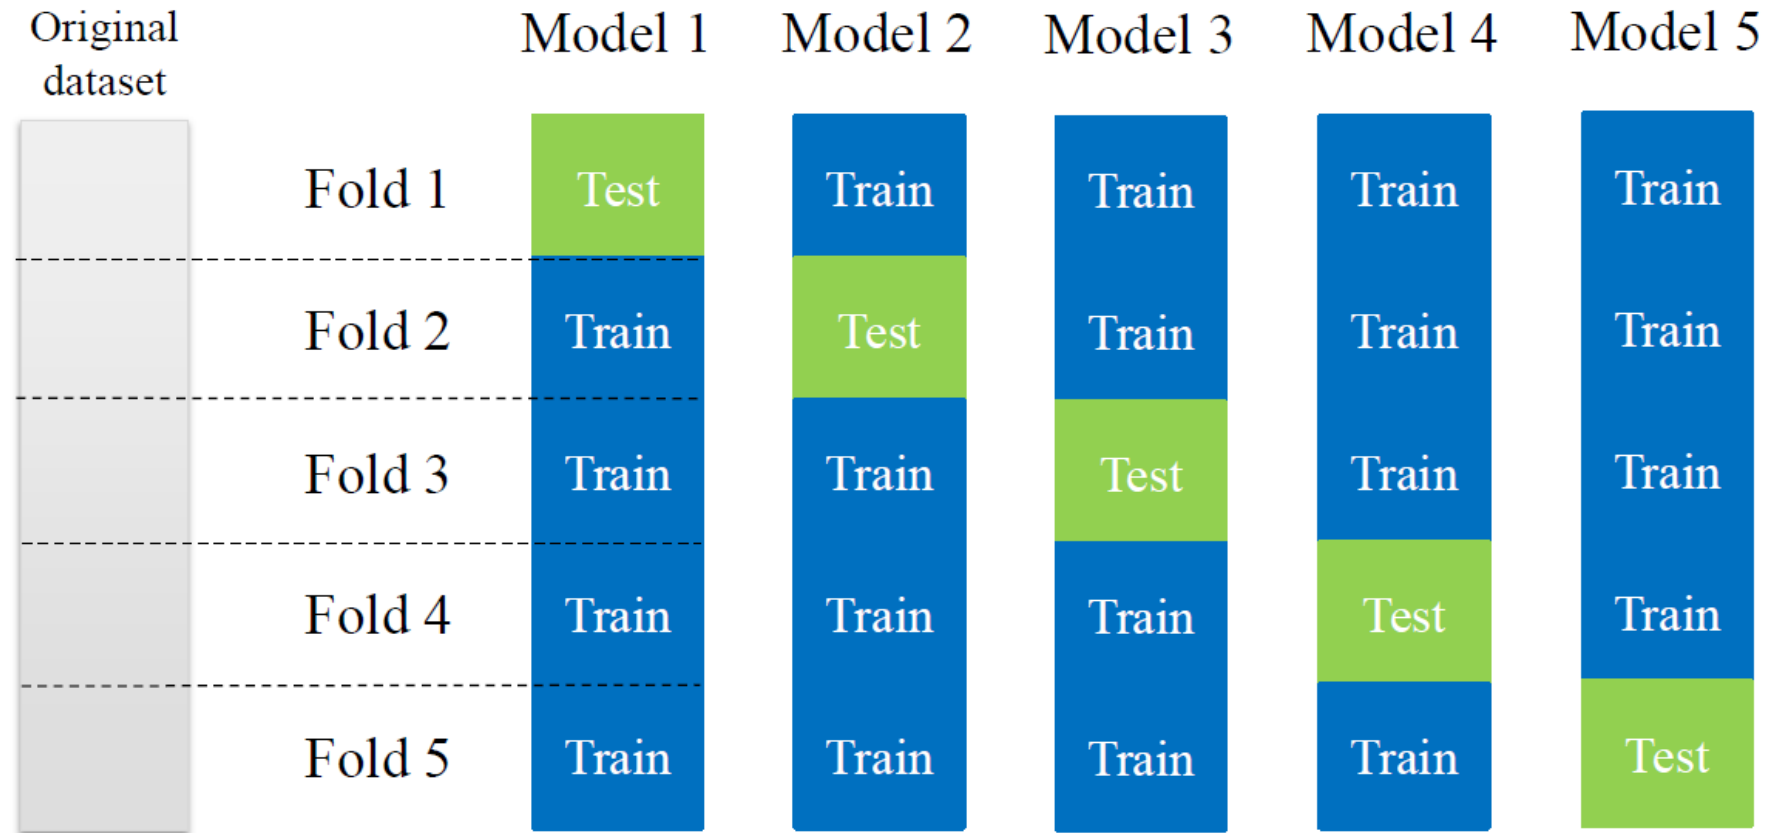 Original
dataset
Model 1 Model 2 Model 3 Model 4 Model 5
Fold 1 Test Train Train Train Train
Fold 2 Train Test Train Train Train
Fold 3 Train Train Test Train Train
Fold 4 Train Train Train Test Train
Fold 5 Train Train Train Train Test